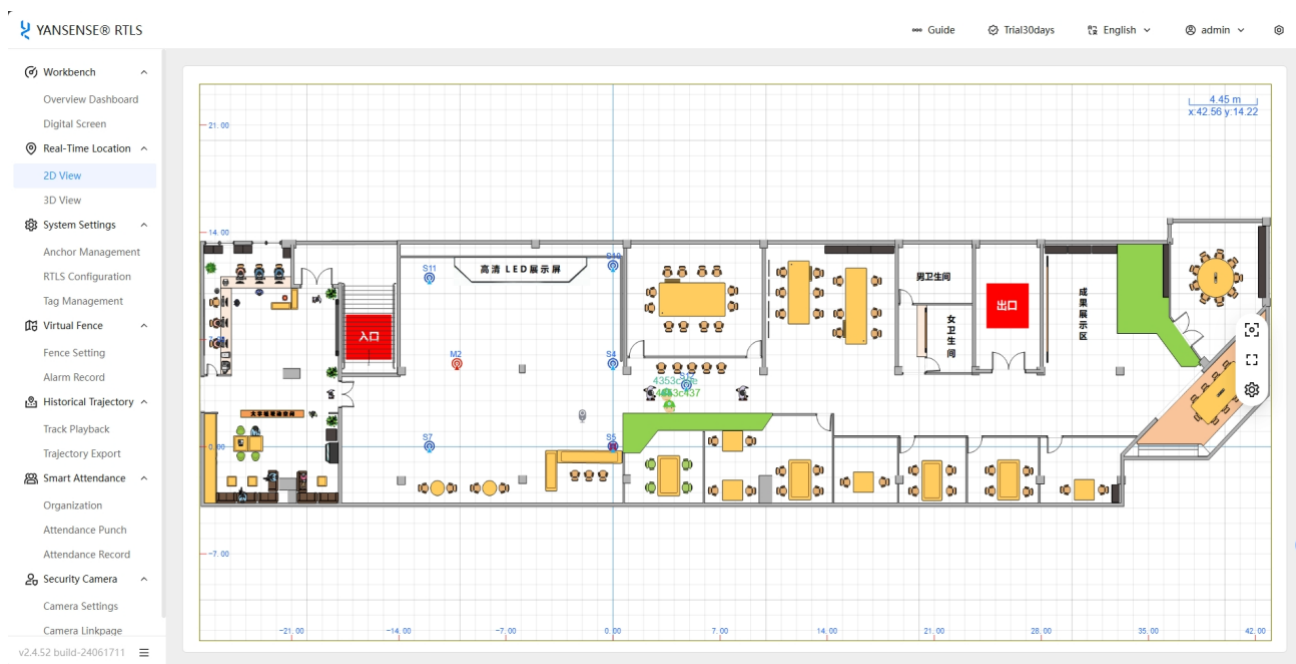 YANSENSE® RTLS
Guide
Trial30days
English
admin
Workbench
Overview Dashboard
Digital Screen
Real-Time Location
2D View
3D View
System Settings
Anchor Management
RTLS Configuration
Tag Management
Virtual Fence
Fence Setting
Alarm Record
Historical Trajectory
Track Playback
Trajectory Export
Smart Attendance
Organization
Attendance Punch
Attendance Record
Security Camera
Camera Settings
Camera Linkpage
v2.4.52 build-24061711
4.45 m
x:42.56 y:14.22
21.00
14.00
0.00
-7.00
S11
高清 LED展示屏
S10
男卫生间
女卫生间
出口
成果展示区
入口
M2
S4
S7
S5
-21.00
-14.00
-7.00
0.00
7.00
14.00
21.00
28.00
35.00
42.00